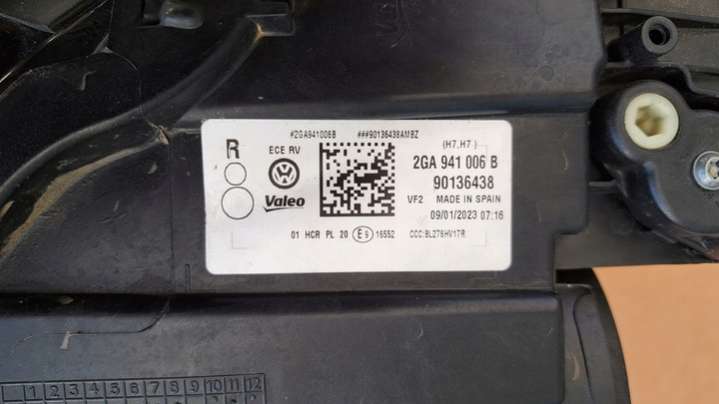 #2GA941006B ###90136438AMBZ
R ECE RV (H7,H7)
2GA 941 006 B
90136438
Valeo VF2 MADE IN SPAIN
09/01/2023 07:16
01 HCR PL 20 E9 16552 CCC:BL276HV17R
1 2 3 4 5 6 7 8 9 10 11 12